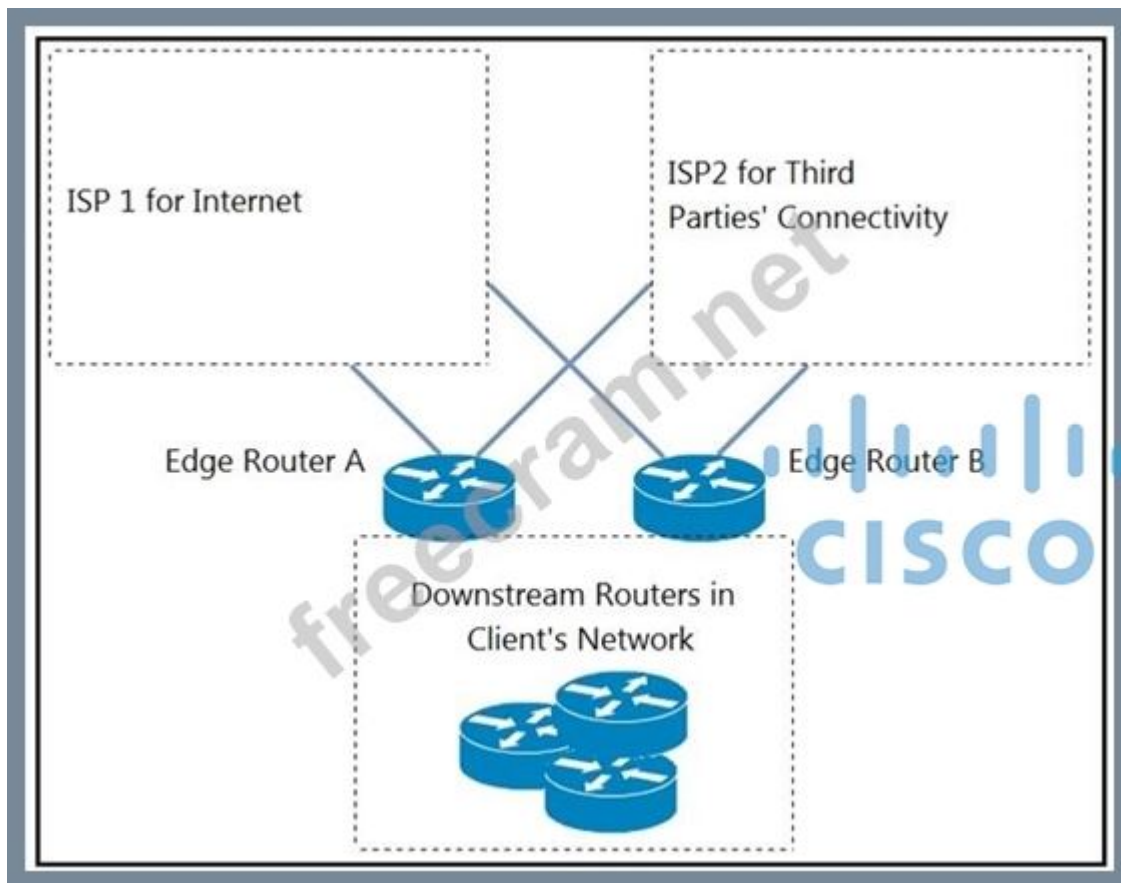 ISP 1 for Internet
ISP2 for Third
Parties' Connectivity
Edge Router A
Edge Router B
CISCO
Downstream Routers in
Client's Network
freecram.net